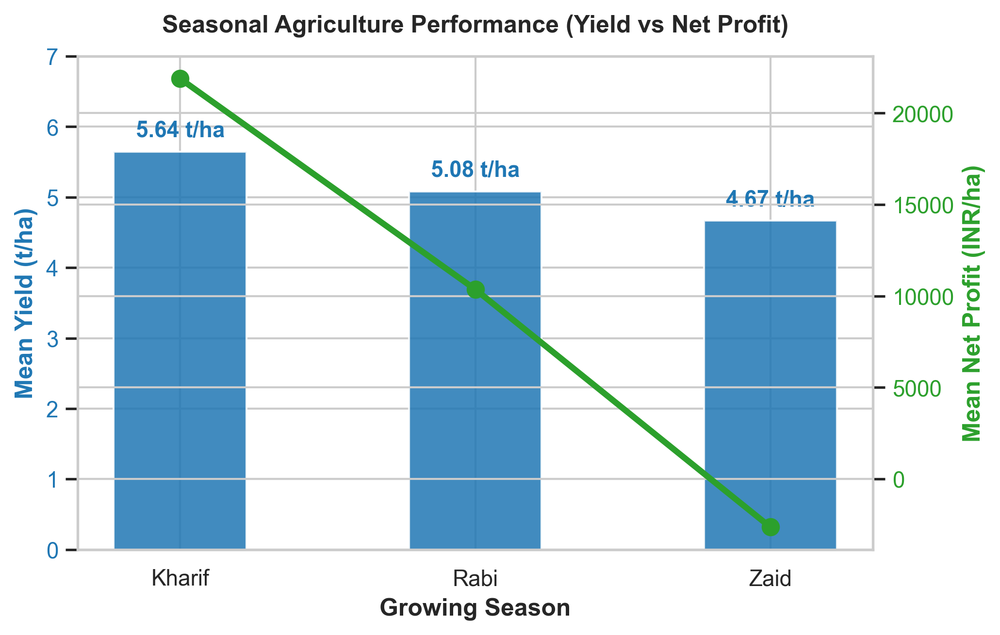 Seasonal Agriculture Performance (Yield vs Net Profit)
Mean Yield (t/ha)
7
6
5
4
3
2
1
0
5.64 t/ha
5.08 t/ha
4.67 t/ha
20000
15000
10000
5000
0
Mean Net Profit (INR/ha)
Kharif
Rabi
Zaid
Growing Season